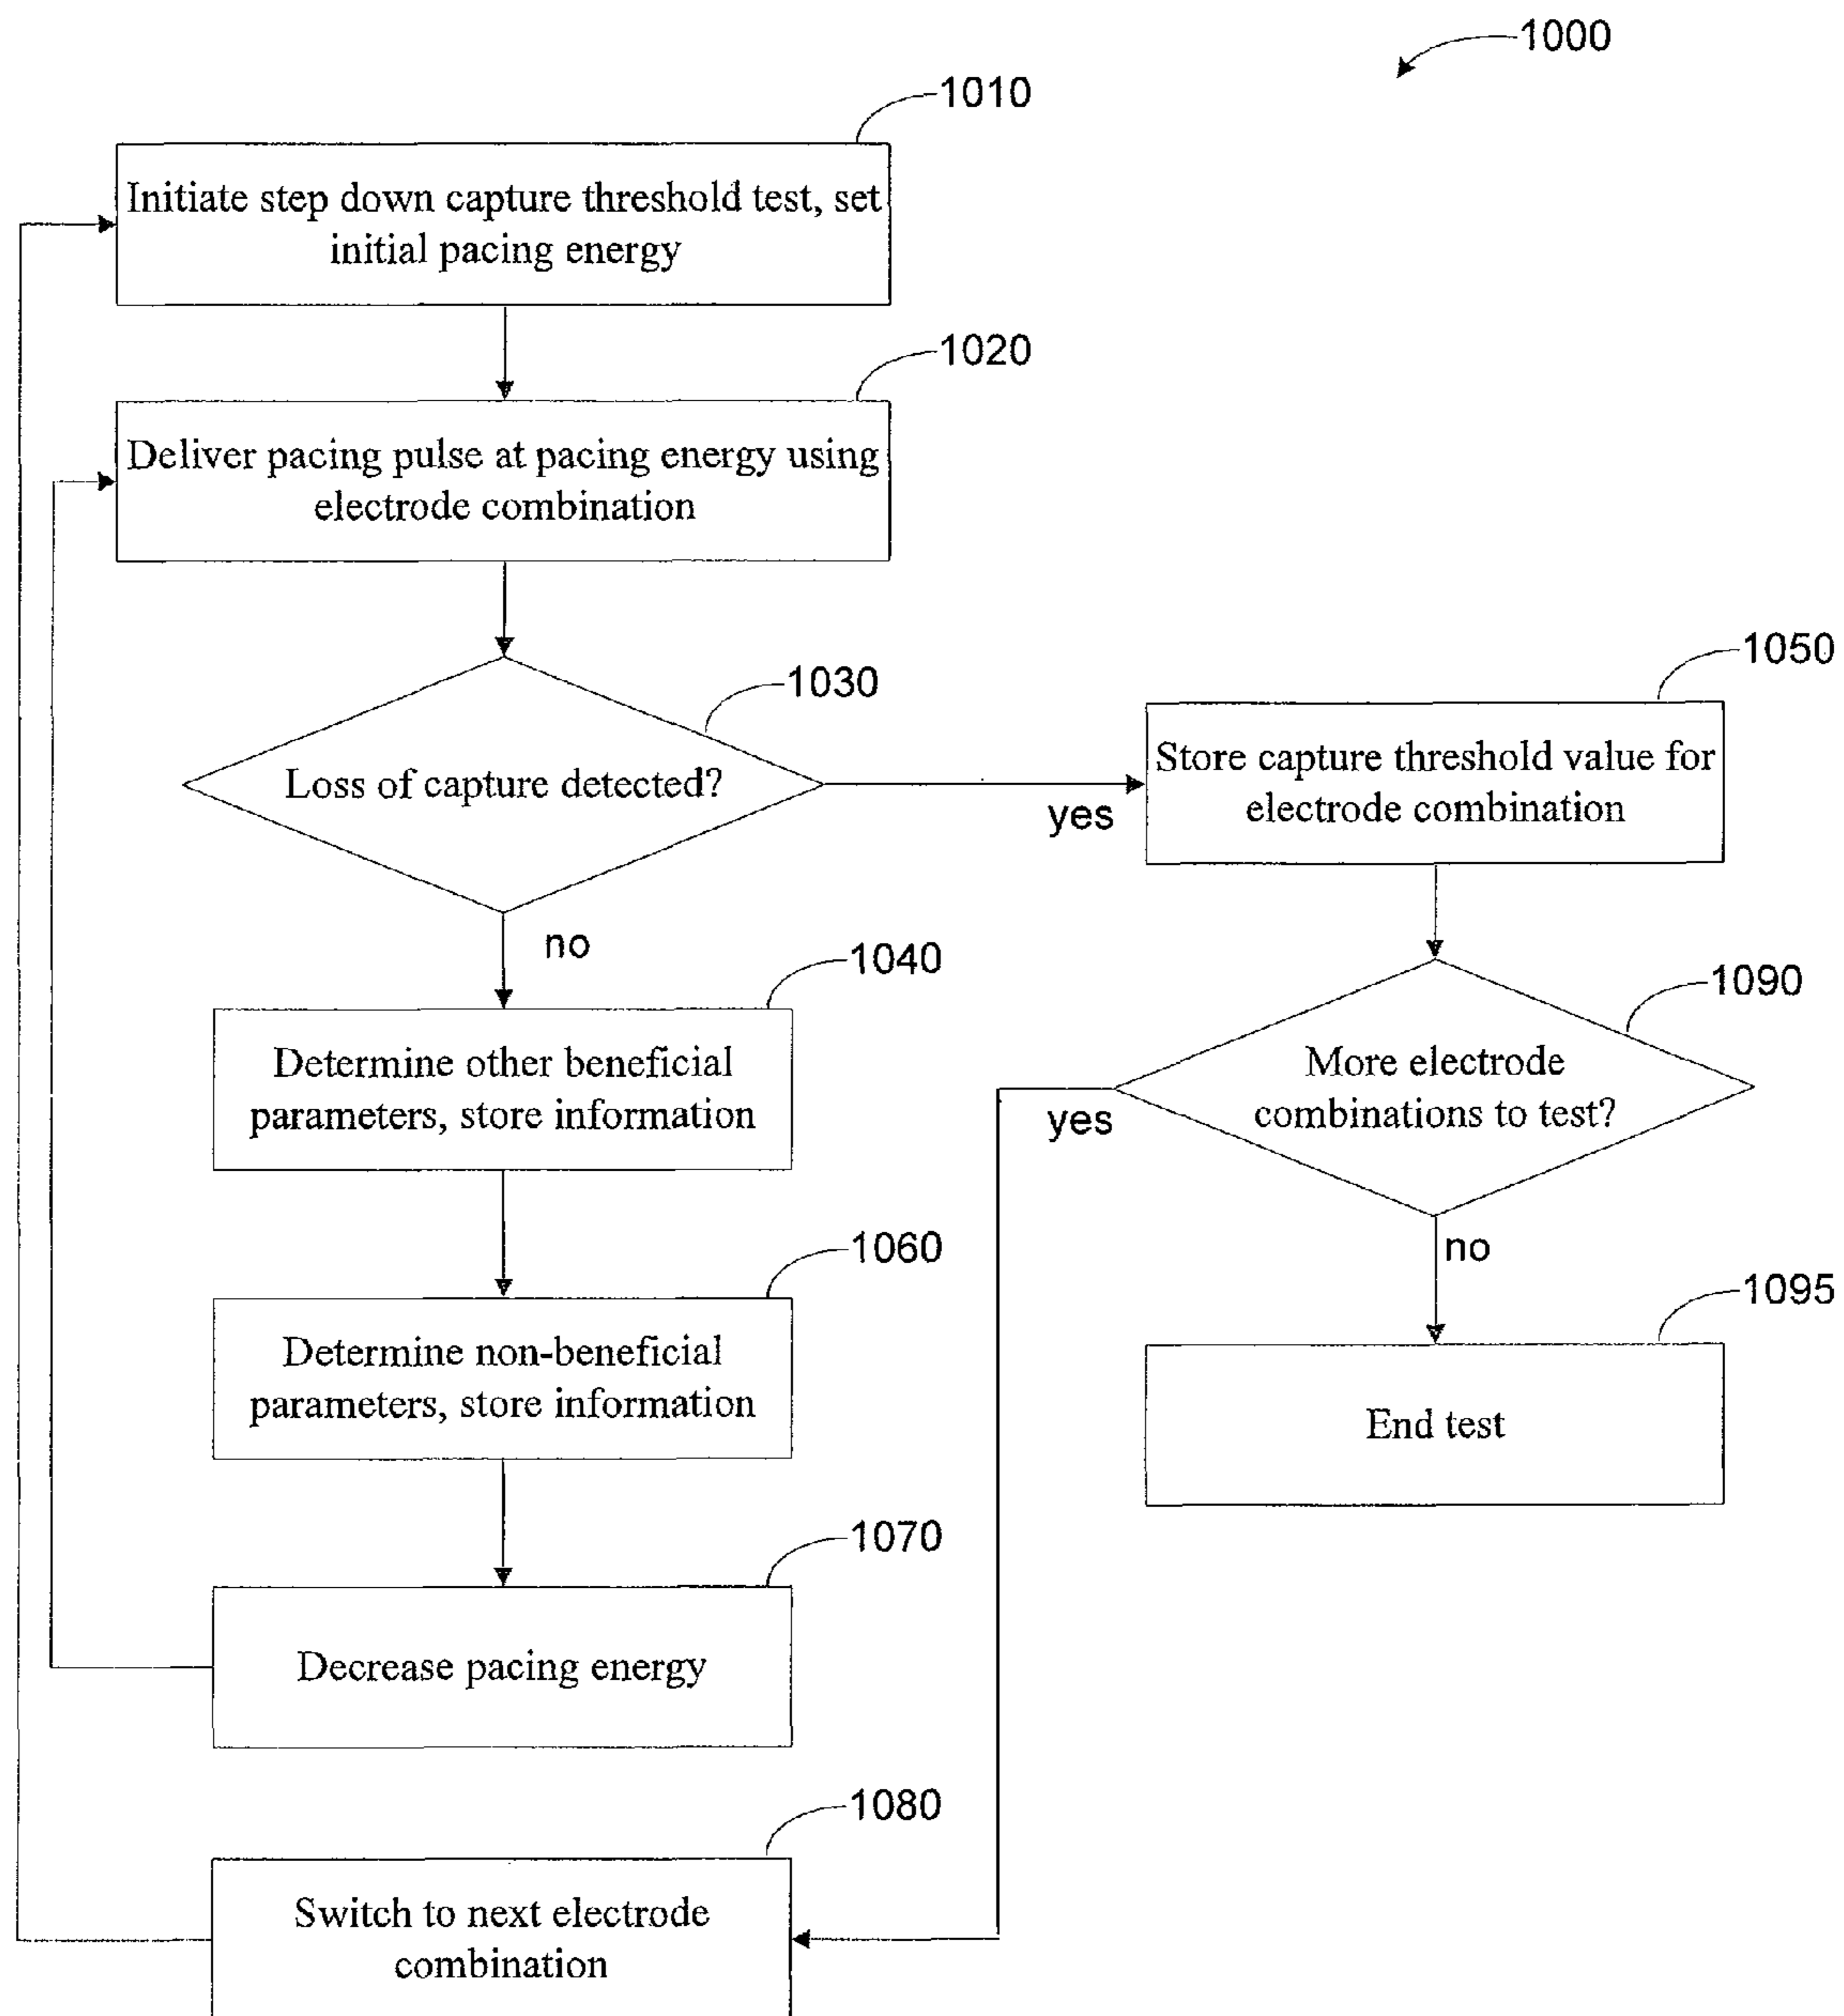 1000
1010
Initiate step down capture threshold test, set
initial pacing energy
1020
Deliver pacing pulse at pacing energy using
electrode combination
1030
Loss of capture detected?
yes
no
1050
Store capture threshold value for
electrode combination
1040
Determine other beneficial
parameters, store information
1090
More electrode
combinations to test?
yes
no
1060
Determine non-beneficial
parameters, store information
1095
End test
1070
Decrease pacing energy
1080
Switch to next electrode
combination